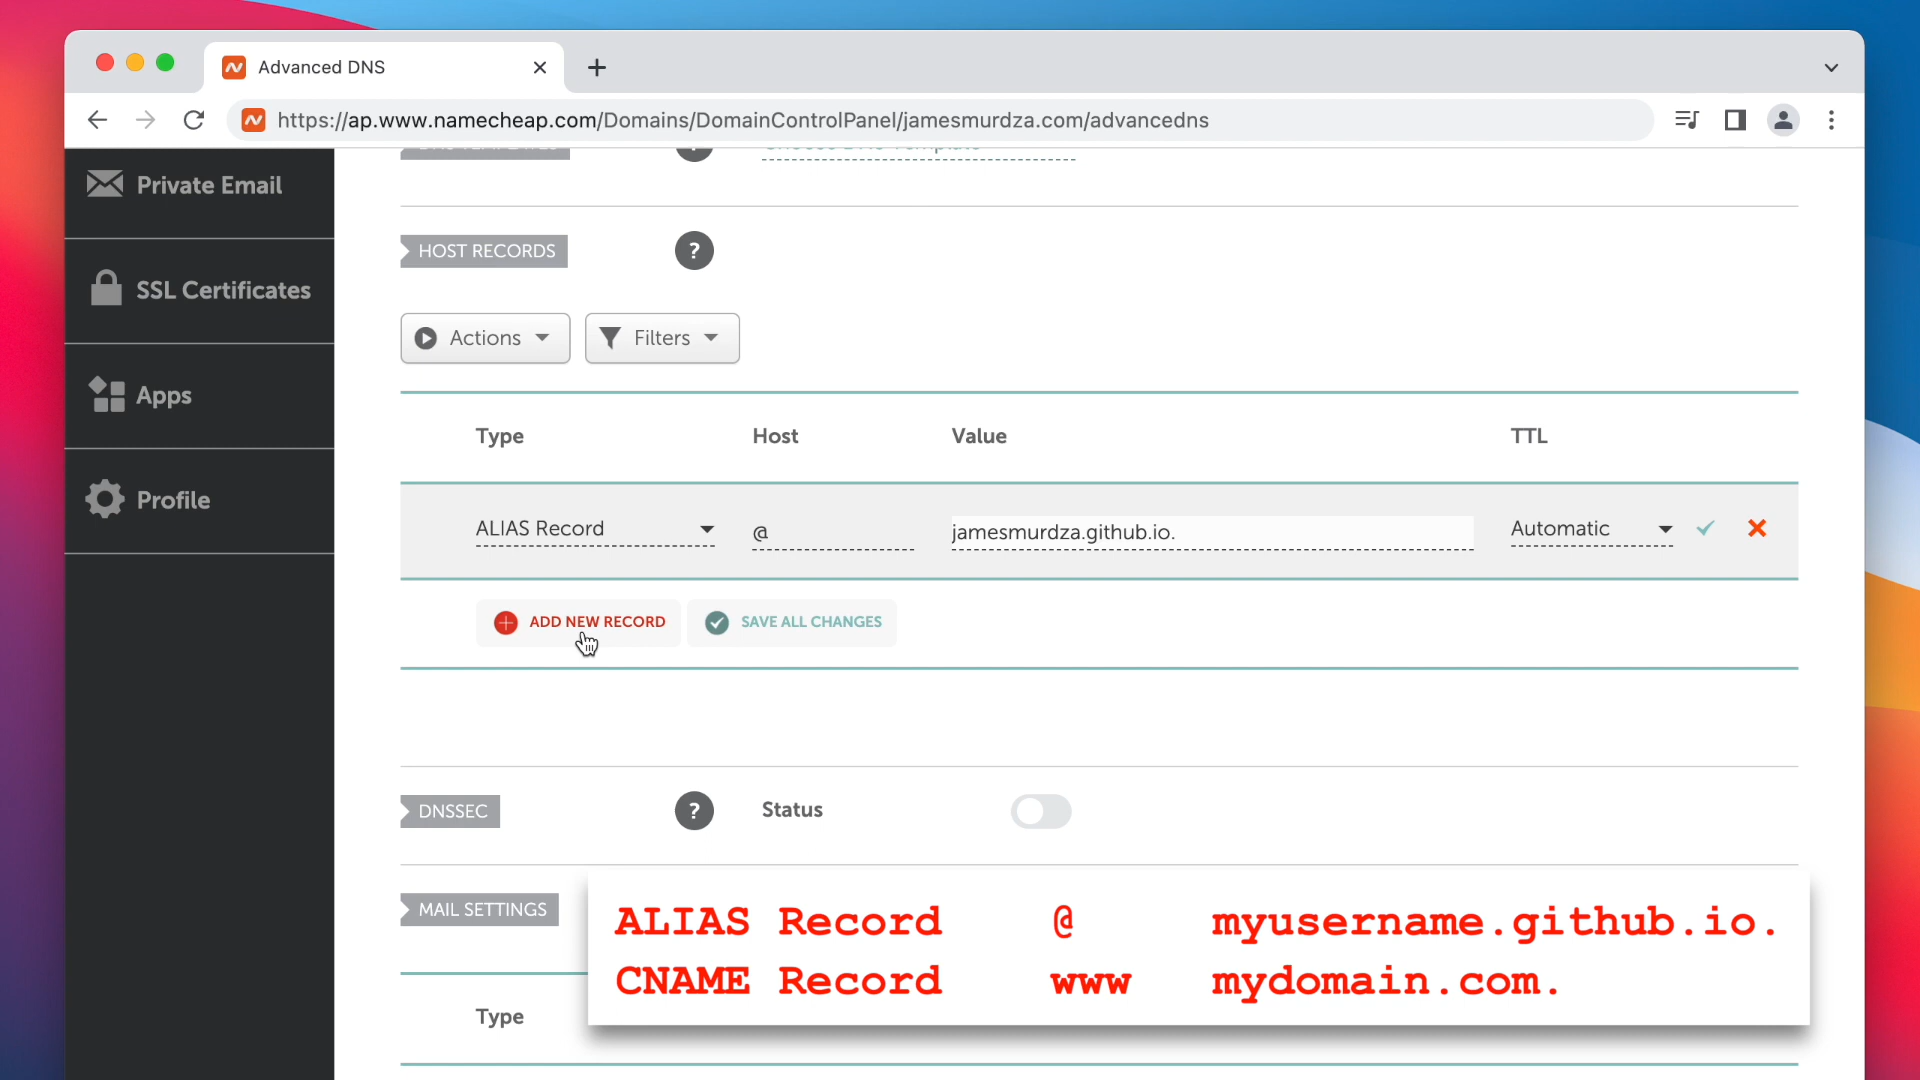 Advanced DNS
https://ap.www.namecheap.com/Domains/DomainControlPanel/jamesmurdza.com/advancedns
Private Email
SSL Certificates
Apps
Profile
HOST RECORDS ?
Actions Filters
Type Host Value TTL
ALIAS Record @ jamesmurdza.github.io. Automatic
ADD NEW RECORD SAVE ALL CHANGES
DNSSEC ? Status
MAIL SETTINGS
Type
ALIAS Record @ myusername.github.io.
CNAME Record www mydomain.com.